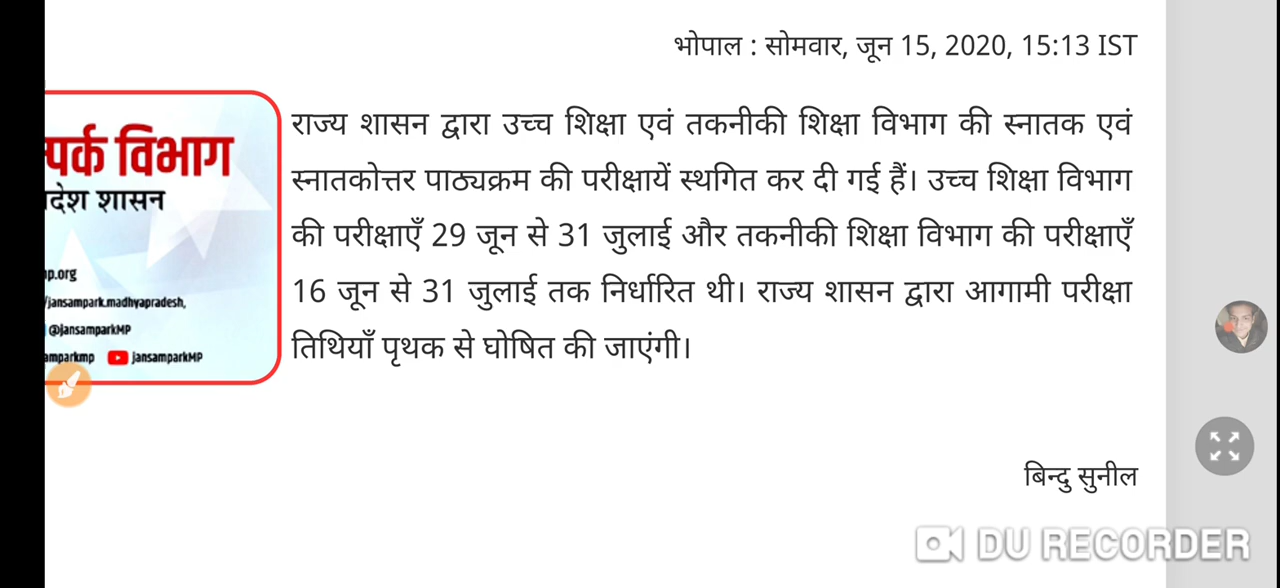 भोपाल : सोमवार, जून 15, 2020, 15:13 IST
राज्य शासन द्वारा उच्च शिक्षा एवं तकनीकी शिक्षा विभाग की स्नातक एवं
स्नातकोत्तर पाठ्यक्रम की परीक्षायें स्थगित कर दी गई हैं। उच्च शिक्षा विभाग
की परीक्षाएँ 29 जून से 31 जुलाई और तकनीकी शिक्षा विभाग की परीक्षाएँ
16 जून से 31 जुलाई तक निर्धारित थी। राज्य शासन द्वारा आगामी परीक्षा
तिथियाँ पृथक से घोषित की जाएंगी।
पर्क विभाग
देश शासन
np.org
/jansampark.madhyapradesh,
@jansamparkMP
amparkmp jansamparkMP
बिन्दु सुनील
DU RECORDER